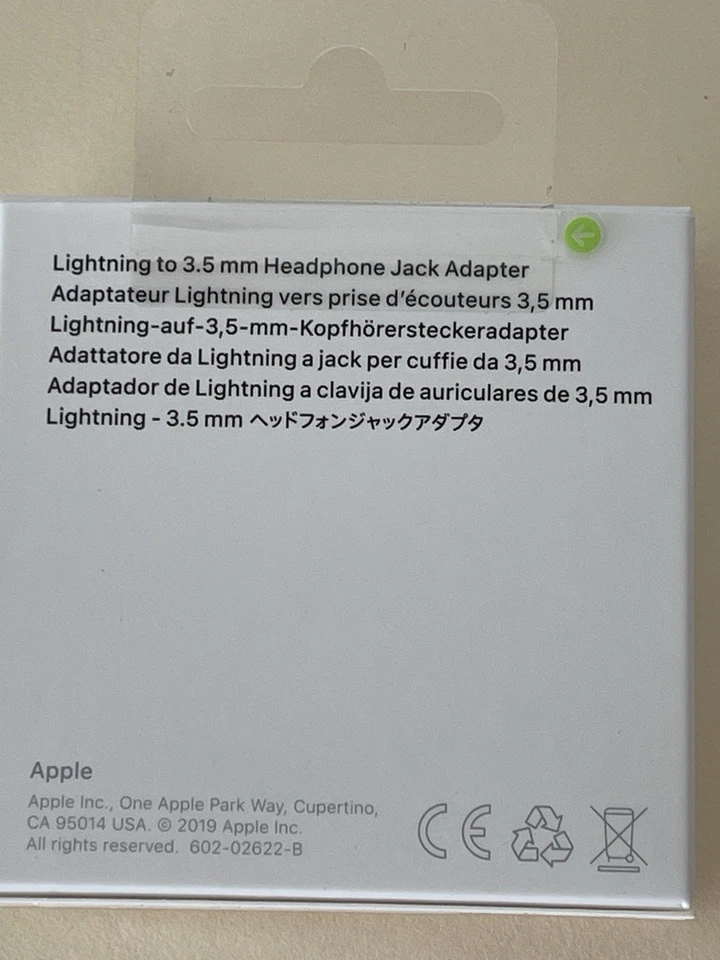 Lightning to 3.5 mm Headphone Jack Adapter
Adaptateur Lightning vers prise d'écouteurs 3,5 mm
Lightning-auf-3,5-mm-Kopfhörersteckeradapter
Adattatore da Lightning a jack per cuffie da 3,5 mm
Adaptador de Lightning a clavija de auriculares de 3,5 mm
Lightning - 3.5 mm ヘッドフォンジャックアダプタ
Apple
Apple Inc., One Apple Park Way, Cupertino,
CA 95014 USA. © 2019 Apple Inc.
All rights reserved. 602-02622-B
CE